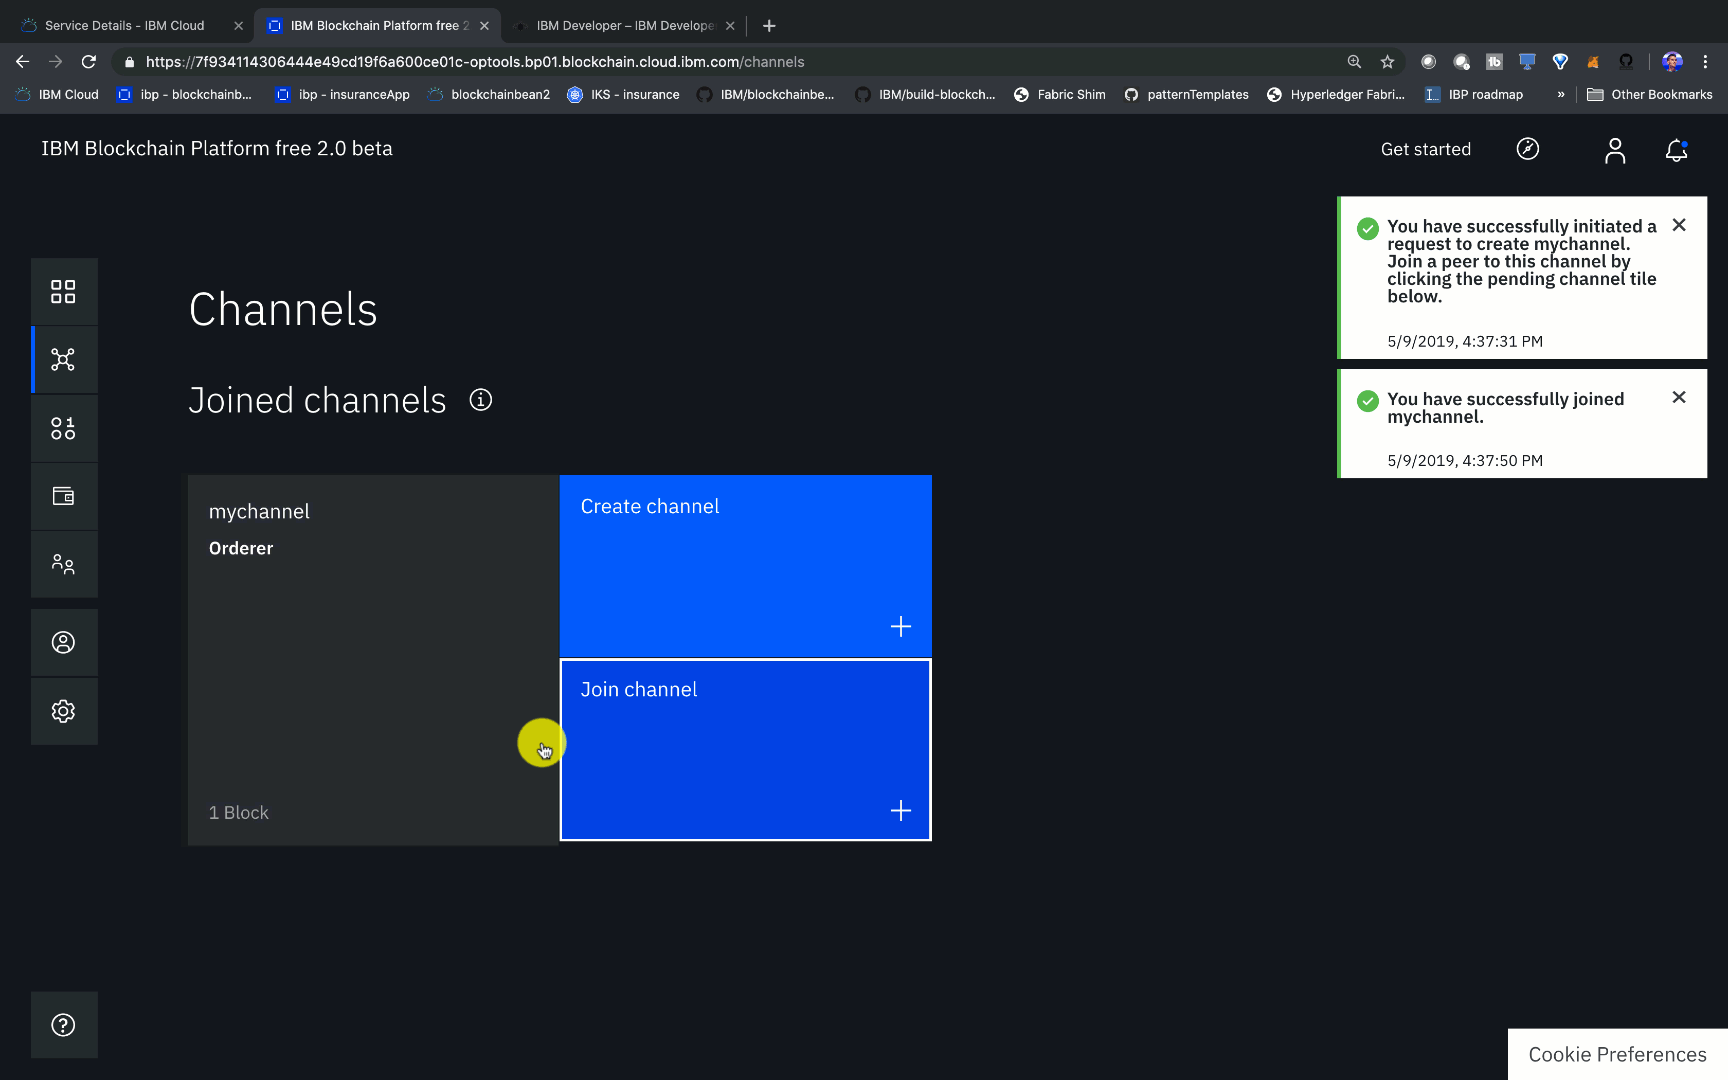 Service Details - IBM Cloud
IBM Blockchain Platform free 2
IBM Developer – IBM Develope
https://7f934114306444e49cd19f6a600ce01c-optools.bp01.blockchain.cloud.ibm.com/channels
IBM Cloud
ibp - blockchainb...
ibp - insuranceApp
blockchainbean2
IKS - insurance
IBM/blockchainbe...
IBM/build-blockch...
Fabric Shim
patternTemplates
Hyperledger Fabri...
IBP roadmap
»
Other Bookmarks
IBM Blockchain Platform free 2.0 beta
Get started
You have successfully initiated a
request to create mychannel.
Join a peer to this channel by
clicking the pending channel tile
below.
5/9/2019, 4:37:31 PM
You have successfully joined
mychannel.
5/9/2019, 4:37:50 PM
Channels
Joined channels
mychannel
Orderer
1 Block
Create channel
Join channel
Cookie Preferences